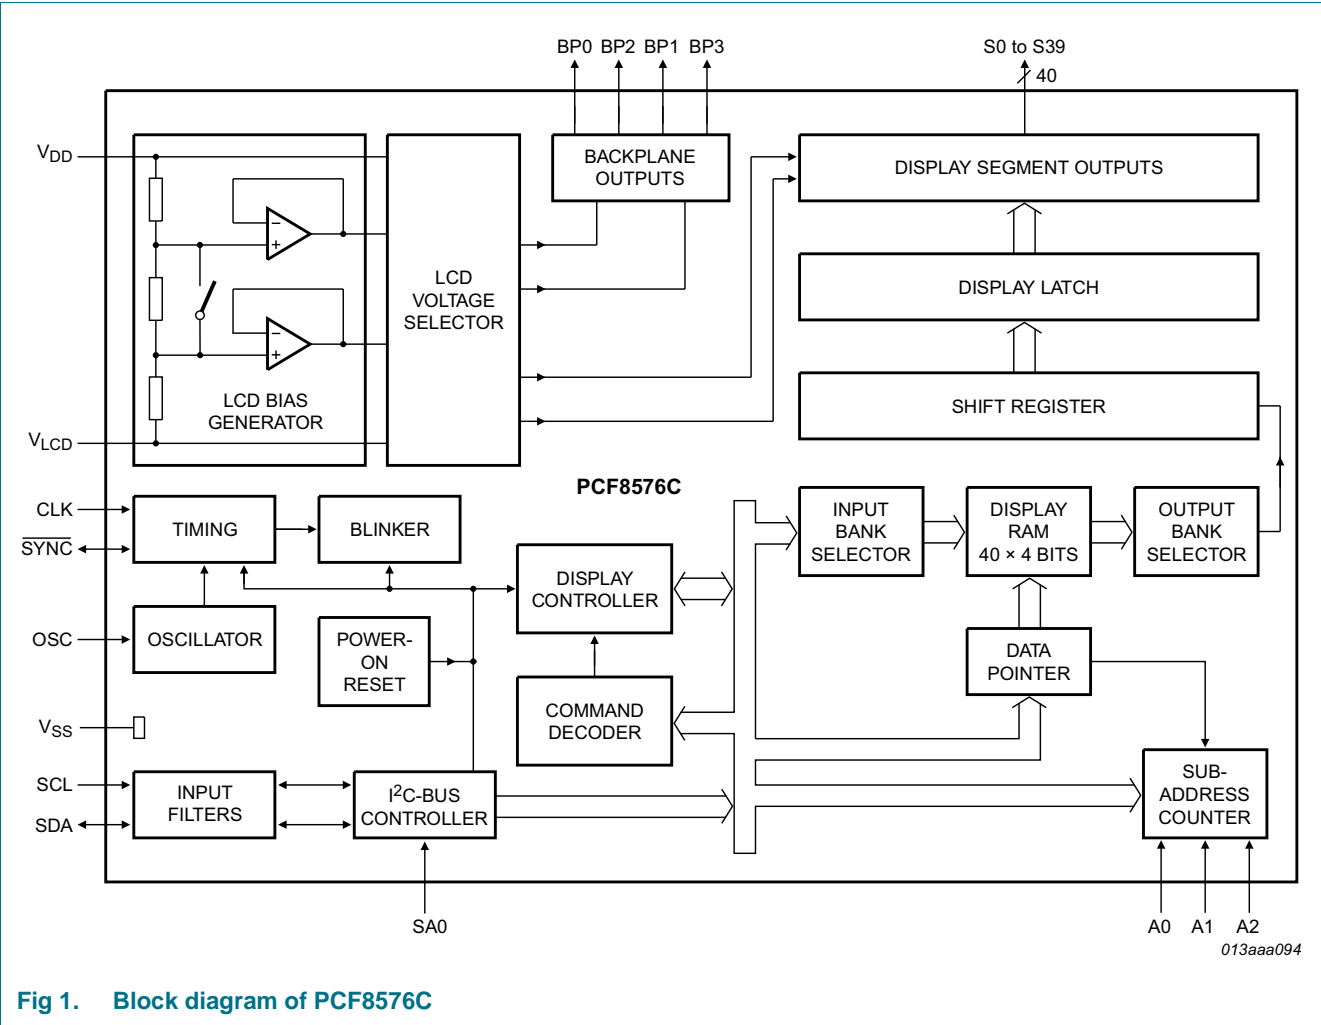 BP0 BP2 BP1 BP3
S0 to S39
40
VDD
BACKPLANE
OUTPUTS
DISPLAY SEGMENT OUTPUTS
−
+
LCD
VOLTAGE
SELECTOR
DISPLAY LATCH
−
+
LCD BIAS
GENERATOR
SHIFT REGISTER
VLCD
PCF8576C
CLK
SYNC
TIMING
BLINKER
INPUT
BANK
SELECTOR
DISPLAY
RAM
40 × 4 BITS
OUTPUT
BANK
SELECTOR
DISPLAY
CONTROLLER
OSC
OSCILLATOR
POWER-
ON
RESET
DATA
POINTER
COMMAND
DECODER
VSS
SCL
SDA
INPUT
FILTERS
I2C-BUS
CONTROLLER
SUB-
ADDRESS
COUNTER
SA0
A0 A1 A2
013aaa094
Fig 1. Block diagram of PCF8576C